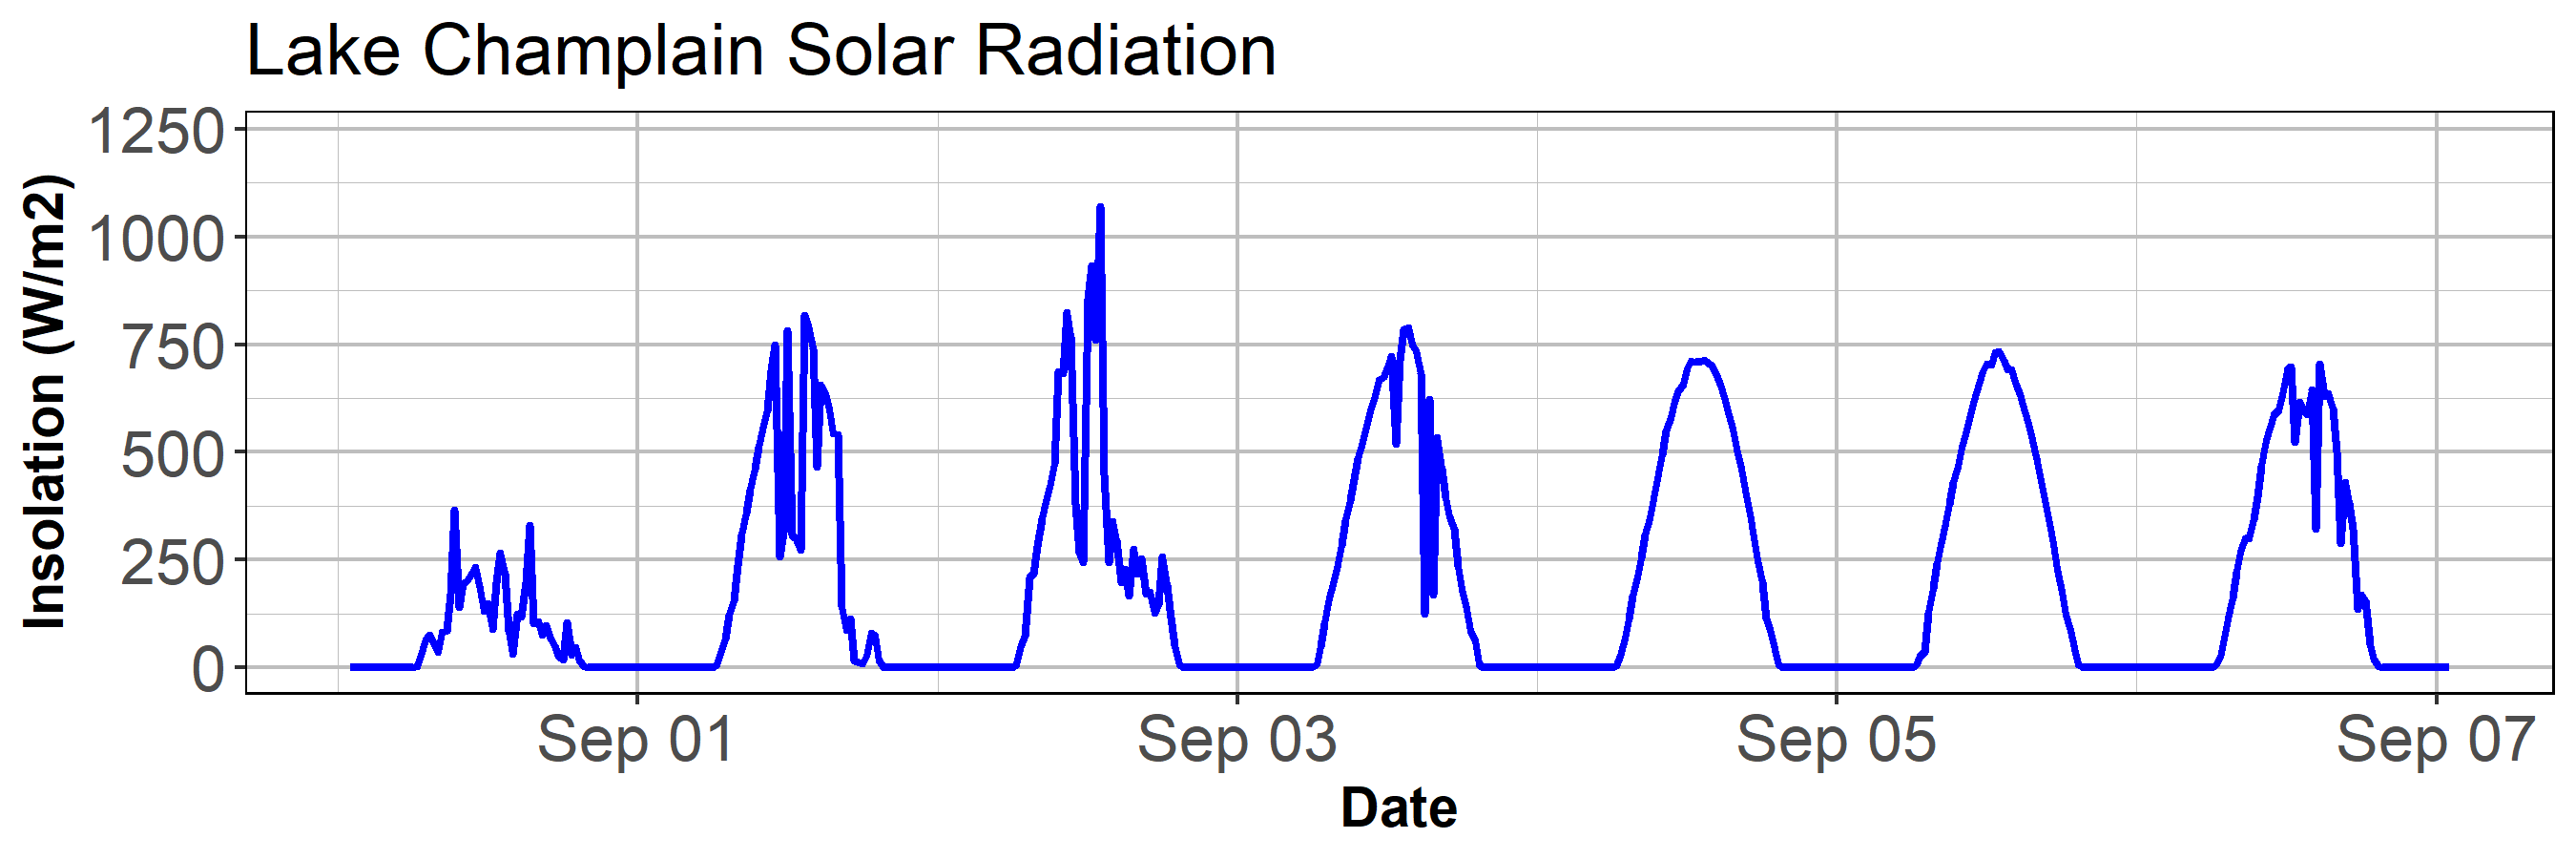 Lake Champlain Solar Radiation
Insolation (W/m2)
1250
1000
750
500
250
0
Sep 01 Sep 03 Sep 05 Sep 07
Date